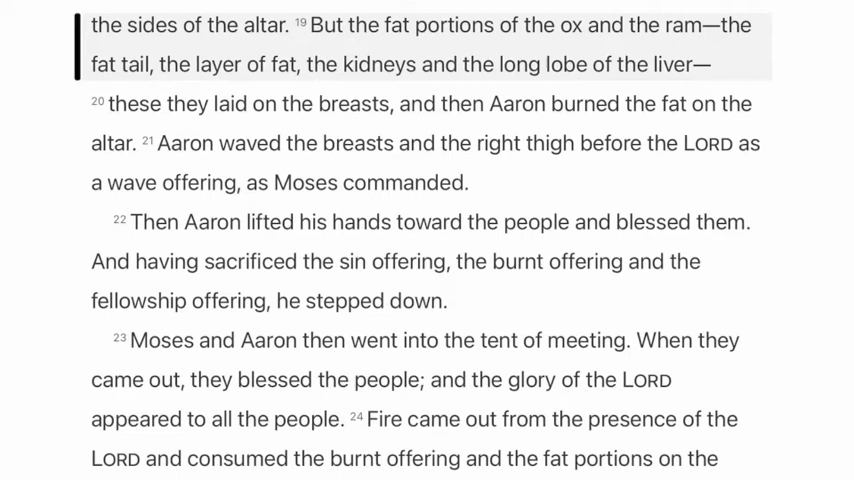 the sides of the altar. 19 But the fat portions of the ox and the ram—the
fat tail, the layer of fat, the kidneys and the long lobe of the liver—
20 these they laid on the breasts, and then Aaron burned the fat on the
altar. 21 Aaron waved the breasts and the right thigh before the LORD as
a wave offering, as Moses commanded.
22 Then Aaron lifted his hands toward the people and blessed them.
And having sacrificed the sin offering, the burnt offering and the
fellowship offering, he stepped down.
23 Moses and Aaron then went into the tent of meeting. When they
came out, they blessed the people; and the glory of the LORD
appeared to all the people. 24 Fire came out from the presence of the
LORD and consumed the burnt offering and the fat portions on the